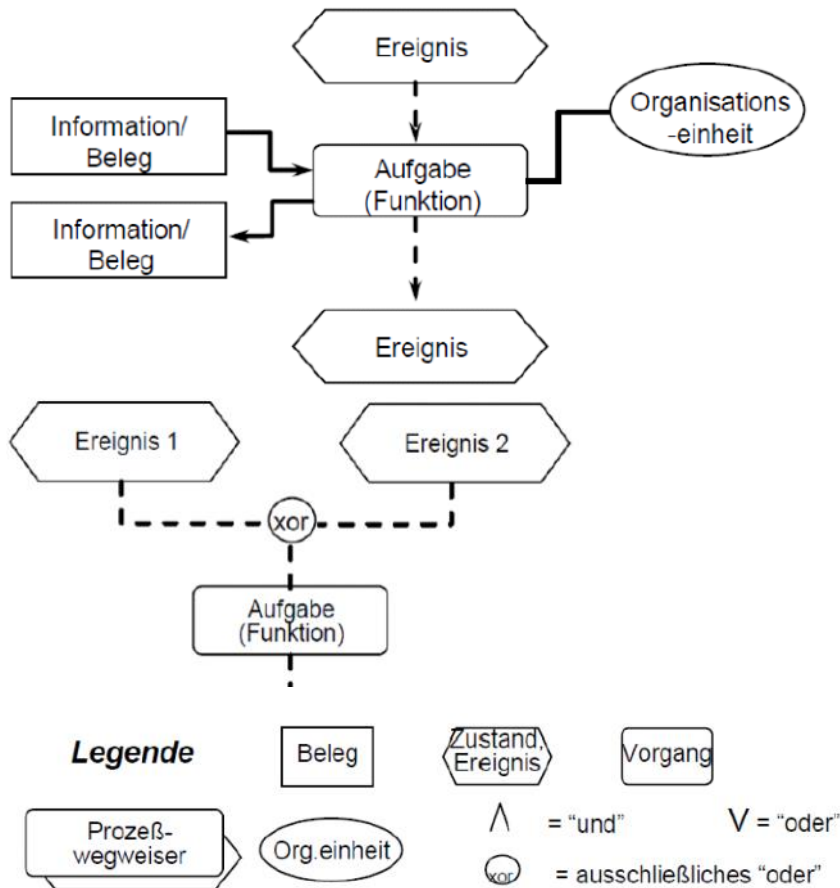 Ereignis
Information/
Beleg
Organisations
-einheit
Aufgabe
(Funktion)
Information/
Beleg
Ereignis
Ereignis 1
Ereignis 2
xor
Aufgabe
(Funktion)
Legende
Beleg
Zustand,
Ereignis
Vorgang
Prozeß-
wegweiser
Org.einheit
Λ = "und"
V = "oder"
xor = ausschließliches "oder"